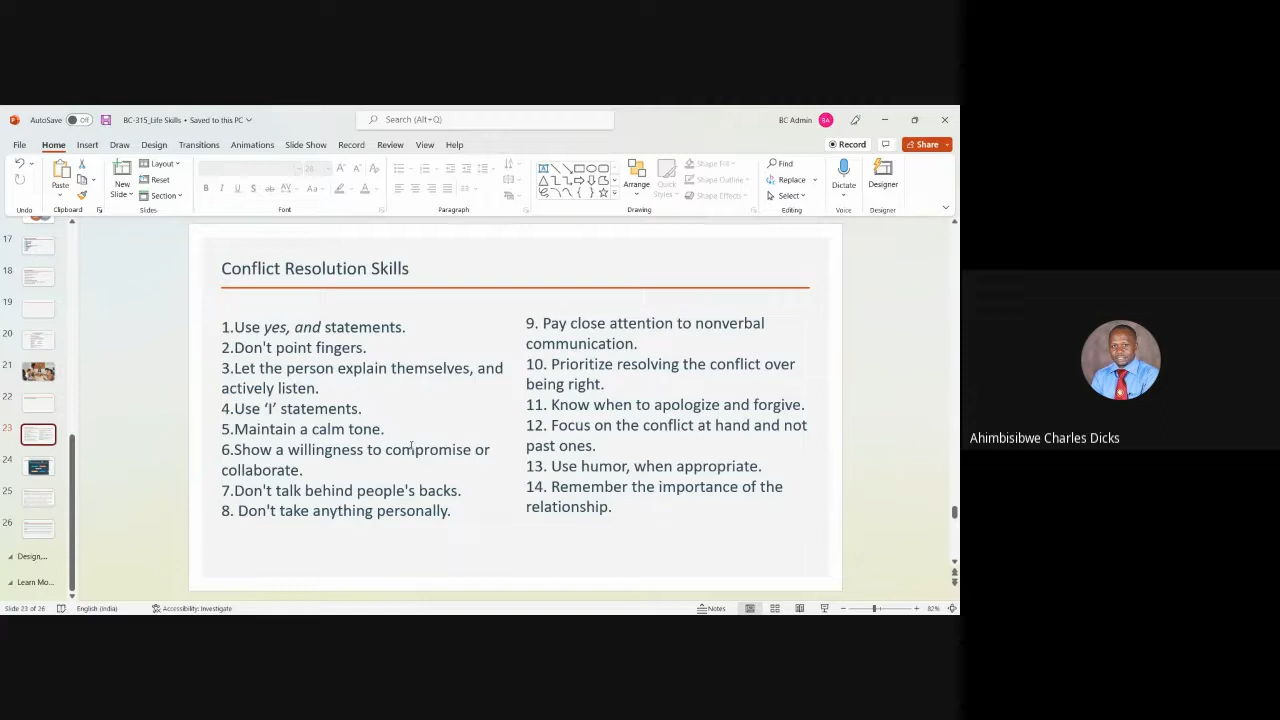 AutoSave Off BC-315_Life Skills • Saved to this PC Search (Alt+Q) BC Admin BA
File Home Insert Draw Design Transitions Animations Slide Show Record Review View Help Record Share
Paste New Slide Layout Reset Section 28 B I U S ab AV Aa A Arrange Quick Styles Shape Fill Shape Outline Shape Effects Find Replace Select Dictate Designer
Undo Clipboard Slides Font Paragraph Drawing Editing Voice Designer
17
18
19
20
21
22
23
24
25
26
Design,...
Learn Mo...
Conflict Resolution Skills
1.Use yes, and statements.
2.Don't point fingers.
3.Let the person explain themselves, and
actively listen.
4.Use ‘I’ statements.
5.Maintain a calm tone.
6.Show a willingness to compromise or
collaborate.
7.Don't talk behind people's backs.
8. Don't take anything personally.
9. Pay close attention to nonverbal
communication.
10. Prioritize resolving the conflict over
being right.
11. Know when to apologize and forgive.
12. Focus on the conflict at hand and not
past ones.
13. Use humor, when appropriate.
14. Remember the importance of the
relationship.
Slide 23 of 26 English (India) Accessibility: Investigate Notes 82%
Ahimbisibwe Charles Dicks